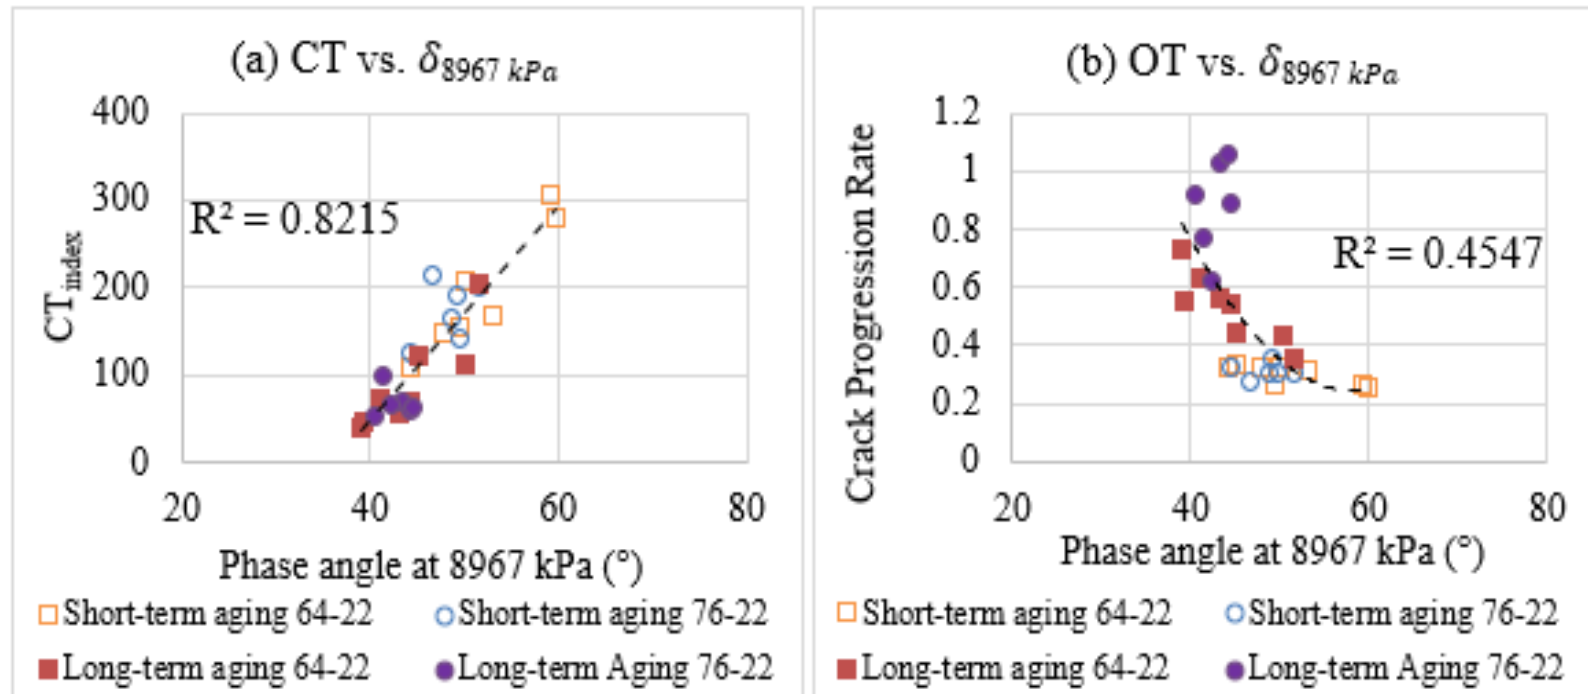 (a) CT vs. δ8967 kPa
400
300
200
100
0
CTindex
R² = 0.8215
20 40 60 80
Phase angle at 8967 kPa (°)
Short-term aging 64-22 Short-term aging 76-22
Long-term aging 64-22 Long-term Aging 76-22
(b) OT vs. δ8967 kPa
1.2
1
0.8
0.6
0.4
0.2
0
Crack Progression Rate
R² = 0.4547
20 40 60 80
Phase angle at 8967 kPa (°)
Short-term aging 64-22 Short-term aging 76-22
Long-term aging 64-22 Long-term Aging 76-22